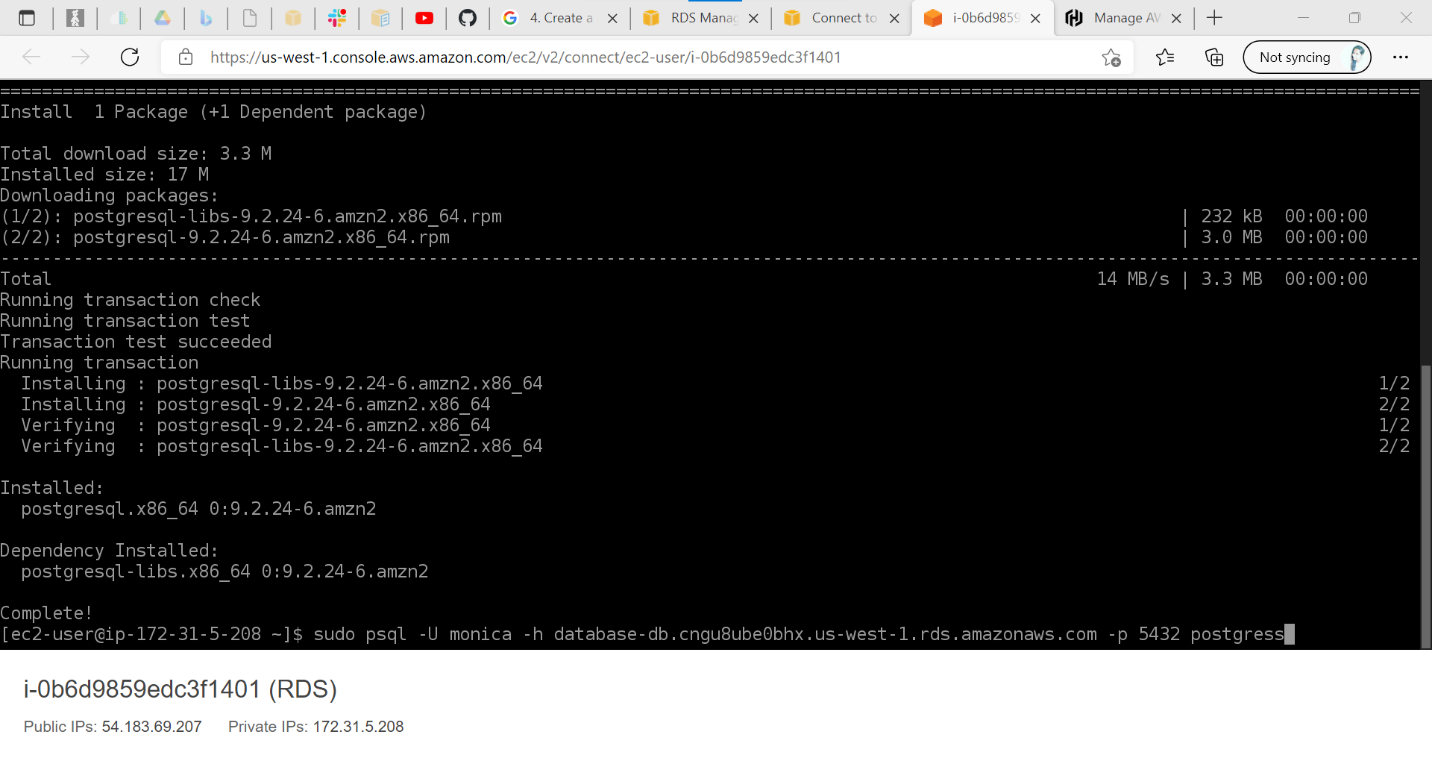 4. Create a
RDS Manag
Connect to
i-0b6d9859
Manage AW
https://us-west-1.console.aws.amazon.com/ec2/v2/connect/ec2-user/i-0b6d9859edc3f1401
Not syncing
================================================================================
Install  1 Package (+1 Dependent package)
Total download size: 3.3 M
Installed size: 17 M
Downloading packages:
(1/2): postgresql-libs-9.2.24-6.amzn2.x86_64.rpm | 232 kB  00:00:00
(2/2): postgresql-9.2.24-6.amzn2.x86_64.rpm | 3.0 MB  00:00:00
--------------------------------------------------------------------------------
Total 14 MB/s | 3.3 MB  00:00:00
Running transaction check
Running transaction test
Transaction test succeeded
Running transaction
  Installing : postgresql-libs-9.2.24-6.amzn2.x86_64 1/2
  Installing : postgresql-9.2.24-6.amzn2.x86_64 2/2
  Verifying  : postgresql-9.2.24-6.amzn2.x86_64 1/2
  Verifying  : postgresql-libs-9.2.24-6.amzn2.x86_64 2/2
Installed:
  postgresql.x86_64 0:9.2.24-6.amzn2
Dependency Installed:
  postgresql-libs.x86_64 0:9.2.24-6.amzn2
Complete!
[ec2-user@ip-172-31-5-208 ~]$ sudo psql -U monica -h database-db.cngu8ube0bhx.us-west-1.rds.amazonaws.com -p 5432 postgress
i-0b6d9859edc3f1401 (RDS)
Public IPs: 54.183.69.207 Private IPs: 172.31.5.208